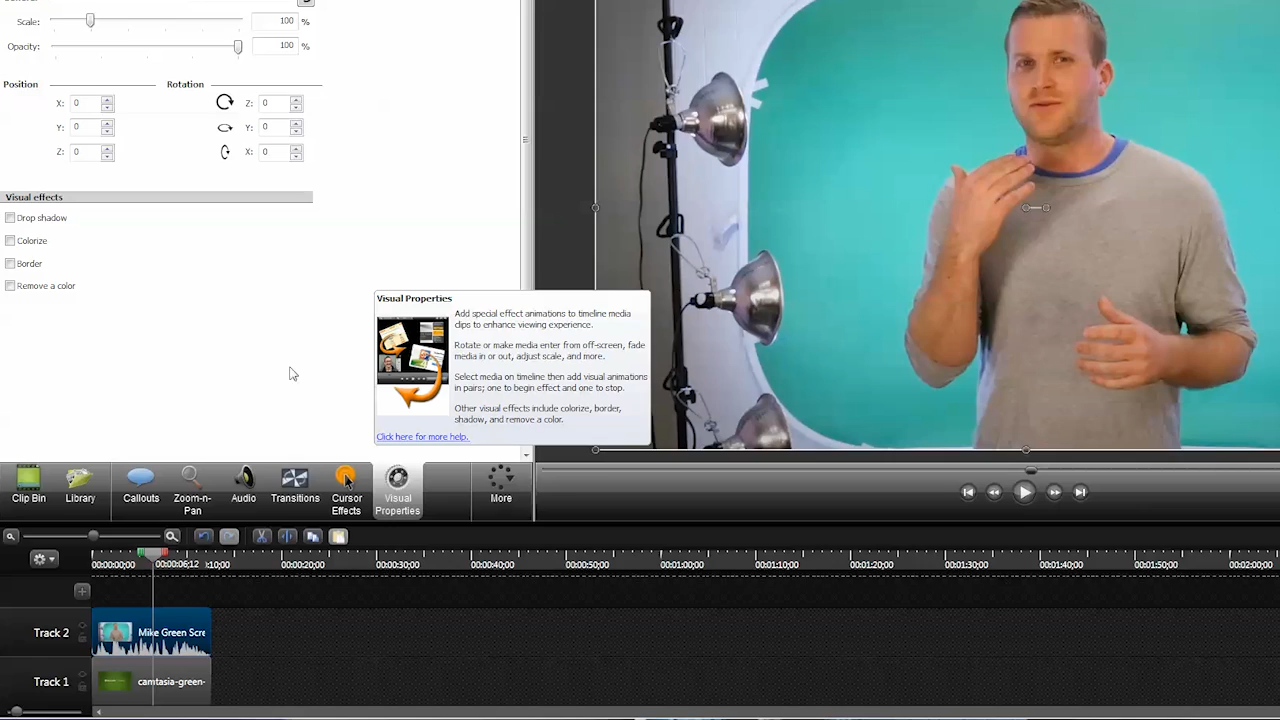 Scale: 100 %
Opacity: 100 %
Position Rotation
X: 0 Z: 0
Y: 0 Y: 0
Z: 0 X: 0
Visual effects
Drop shadow
Colorize
Border
Remove a color
Visual Properties
Add special effect animations to timeline media
clips to enhance viewing experience.
Rotate or make media enter from off-screen, fade
media in or out, adjust scale, and more.
Select media on timeline then add visual animations
in pairs; one to begin effect and one to stop.
Other visual effects include colorize, border,
shadow, and remove a color.
Click here for more help.
Clip Bin
Library
Callouts
Zoom-n-
Pan
Audio
Transitions
Cursor
Effects
Visual
Properties
More
00:00:00;00 00:00:06;12 :10;00 00:00:20;00 00:00:30;00 00:00:40;00 00:00:50;00 00:01:00;00 00:01:10;00 00:01:20;00 00:01:30;00 00:01:40;00 00:01:50;00 00:02:00;00
Track 2 Mike Green Scre
Track 1 camtasia-green-